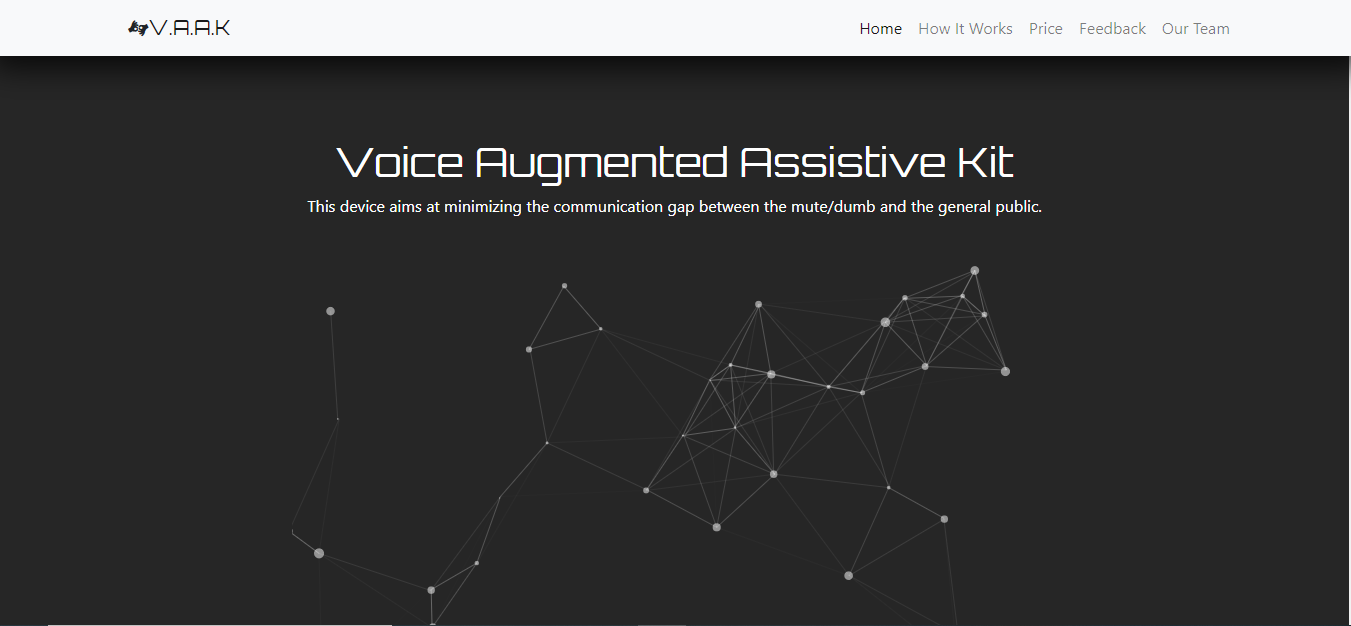 V.A.A.K
Home How It Works Price Feedback Our Team
Voice Augmented Assistive Kit
This device aims at minimizing the communication gap between the mute/dumb and the general public.